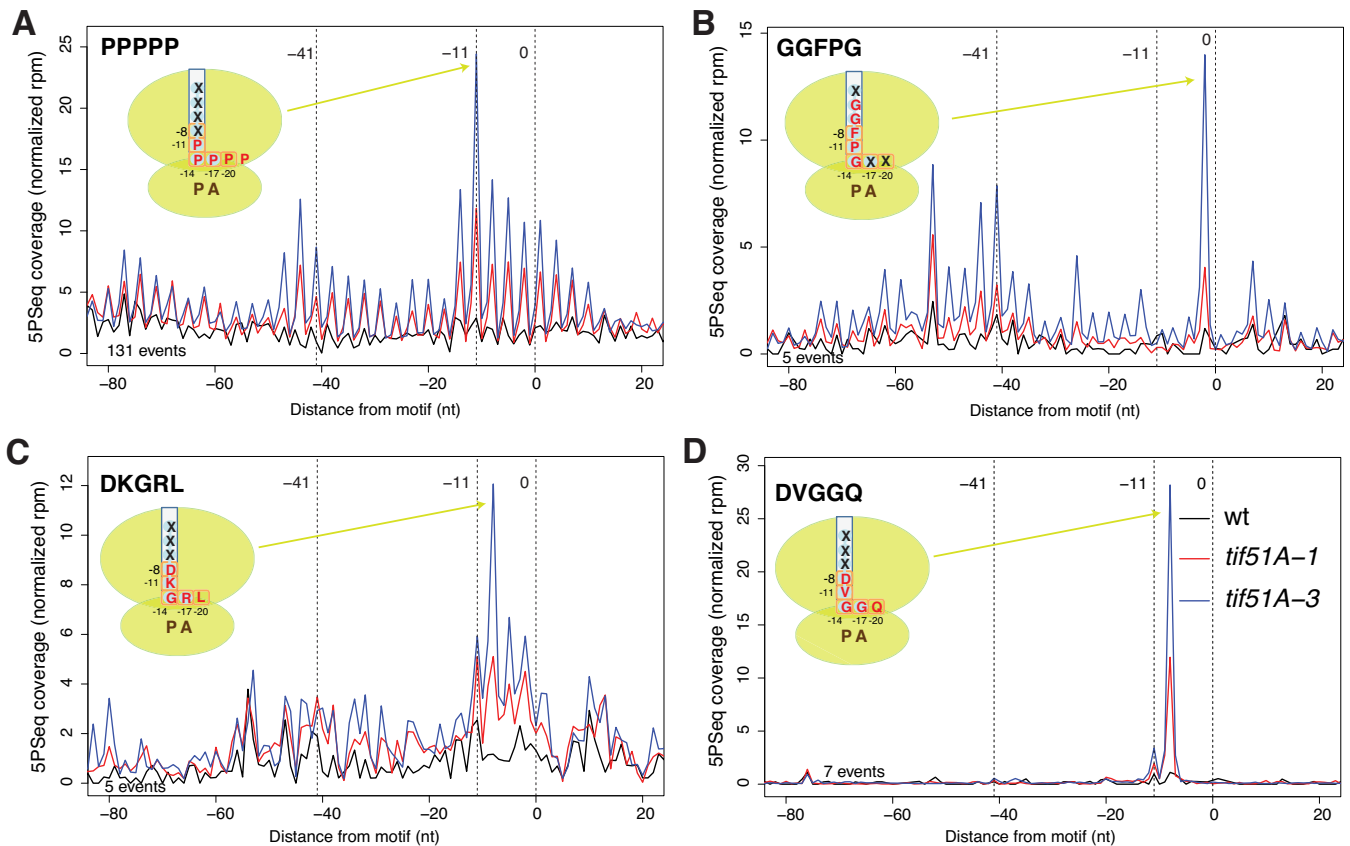 A
PPPPP
−41
−11
0
5PSeq coverage (normalized rpm)
25
20
15
10
5
0
X
X
X
-8 X
-11 P
P P P P
-14 -17 -20
P A
131 events
−80 −60 −40 −20 0 20
Distance from motif (nt)
B
GGFPG
−41
−11
0
5PSeq coverage (normalized rpm)
15
10
5
0
X
G
G
-8 F
-11 P
G X X
-14 -17 -20
P A
5 events
−80 −60 −40 −20 0 20
Distance from motif (nt)
C
DKGRL
−41
−11
0
5PSeq coverage (normalized rpm)
12
10
8
6
4
2
0
X
X
X
-8 D
-11 K
G R L
-14 -17 -20
P A
5 events
−80 −60 −40 −20 0 20
Distance from motif (nt)
D
DVGGQ
−41
−11
0
5PSeq coverage (normalized rpm)
30
25
20
15
10
5
0
X
X
X
-8 D
-11 V
G G Q
-14 -17 -20
P A
wt
tif51A−1
tif51A−3
7 events
−80 −60 −40 −20 0 20
Distance from motif (nt)